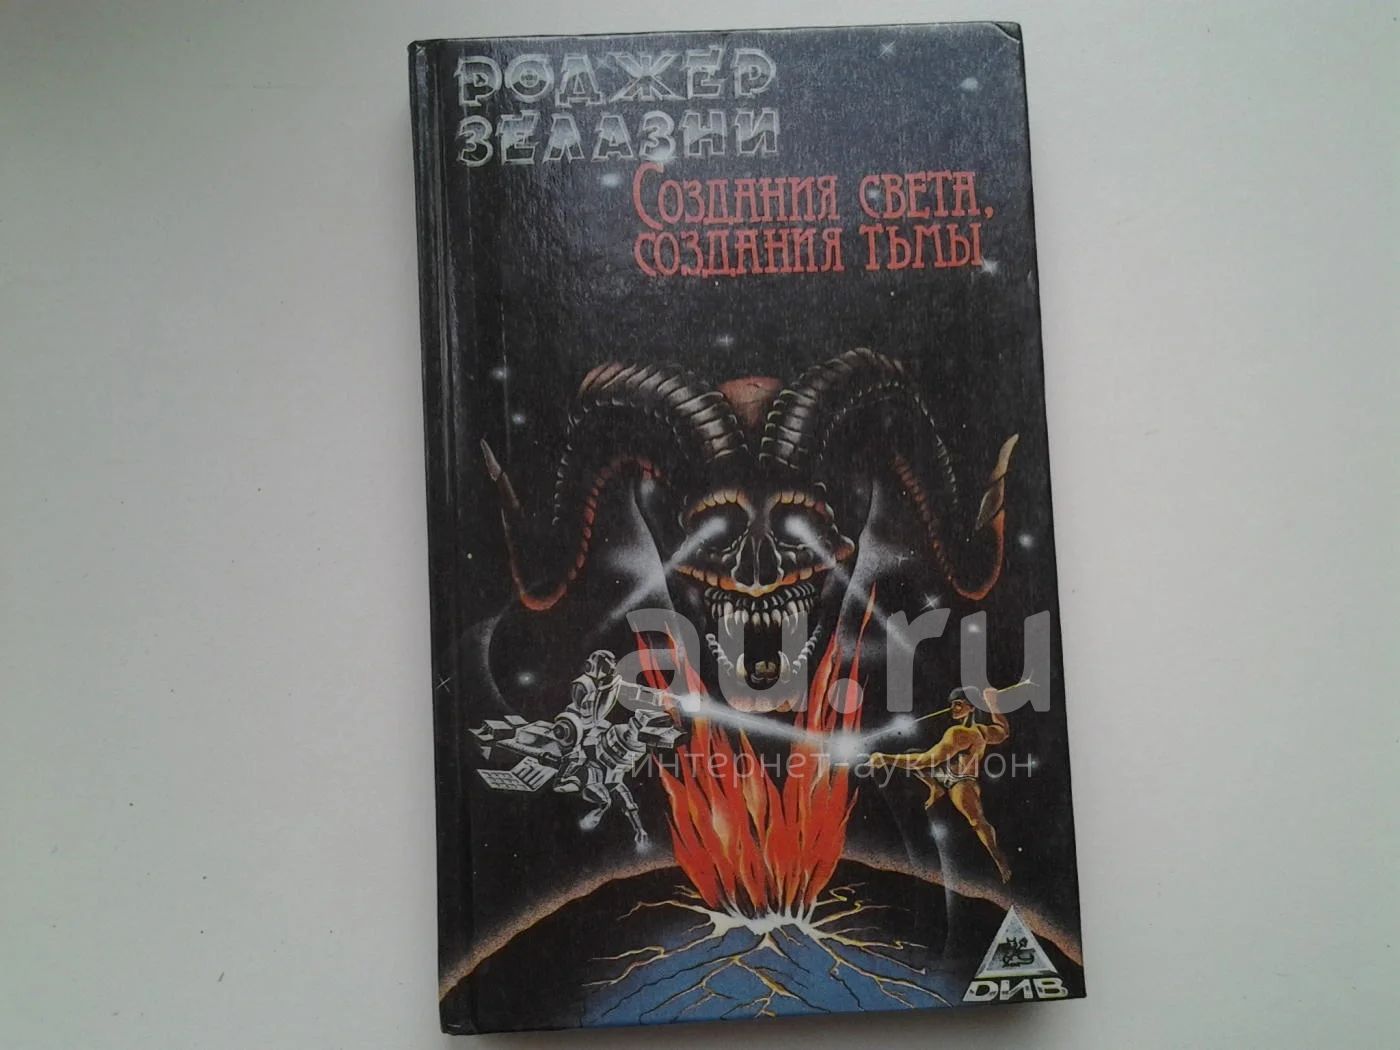 РОДЖЕР
ЗЕЛАЗНИ
Создания света,
создания тьмы
au.ru
интернет-аукцион
ДИВ